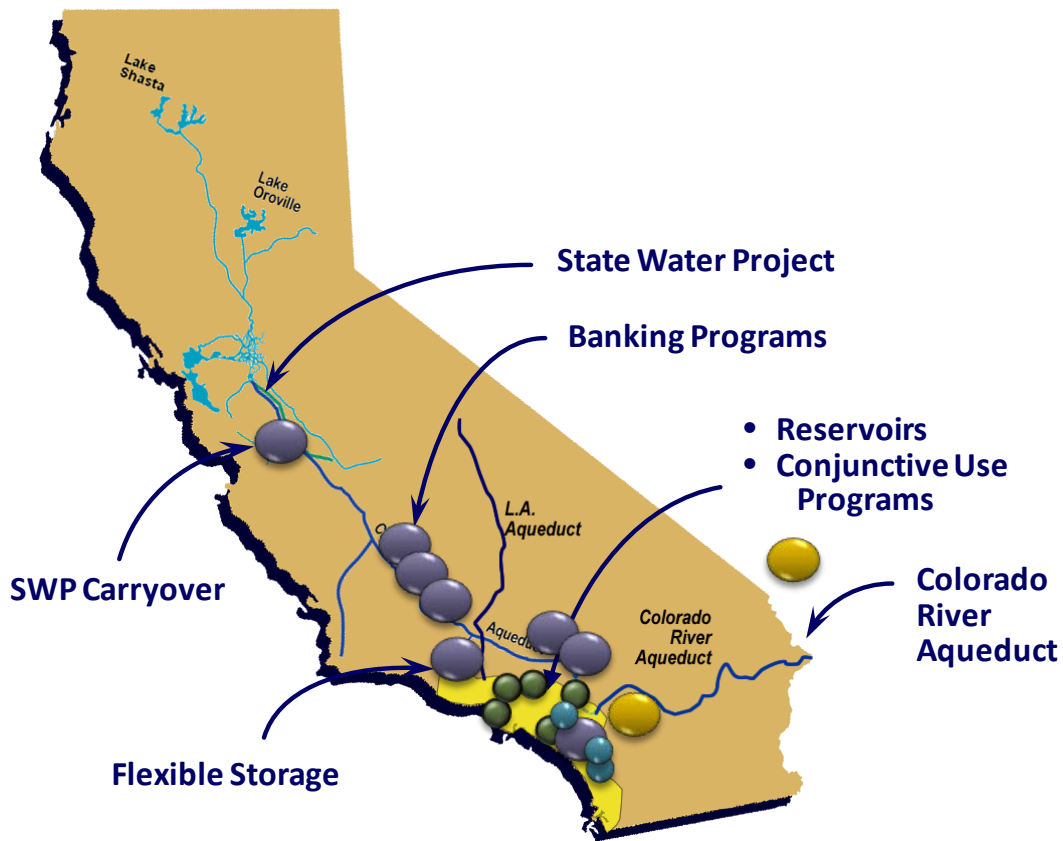 Lake
Shasta
Lake
Oroville
State Water Project
Banking Programs
• Reservoirs
• Conjunctive Use
Programs
L.A.
Aqueduct
SWP Carryover
Colorado
River
Aqueduct
Colorado
River
Aqueduct
Flexible Storage